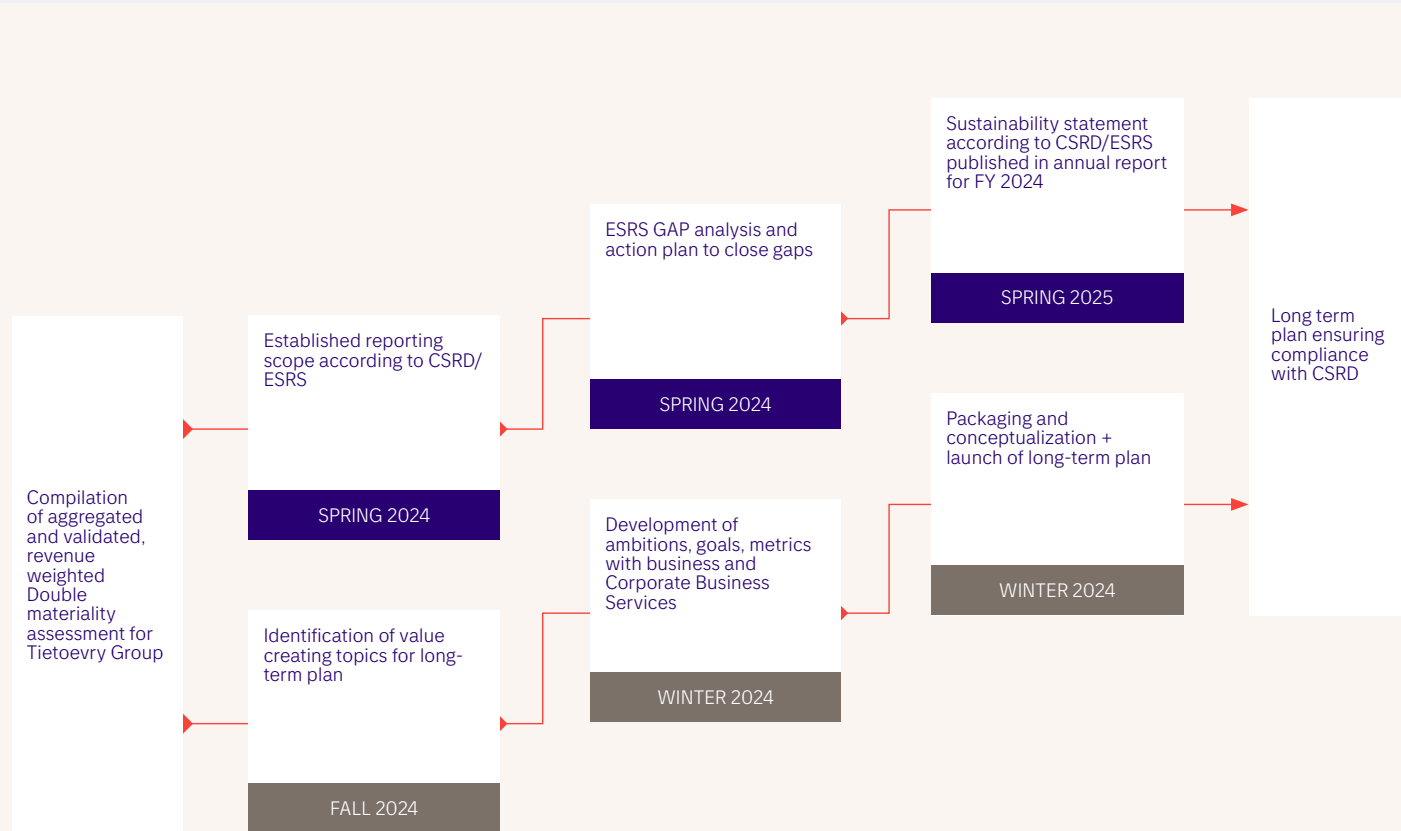 Compilation
of aggregated
and validated,
revenue
weighted
Double
materiality
assessment for
Tietoevry Group
Established reporting
scope according to CSRD/
ESRS
SPRING 2024
ESRS GAP analysis and
action plan to close gaps
SPRING 2024
Sustainability statement
according to CSRD/ESRS
published in annual report
for FY 2024
SPRING 2025
Identification of value
creating topics for long-
term plan
FALL 2024
Development of
ambitions, goals, metrics
with business and
Corporate Business
Services
WINTER 2024
Packaging and
conceptualization +
launch of long-term plan
WINTER 2024
Long term
plan ensuring
compliance
with CSRD